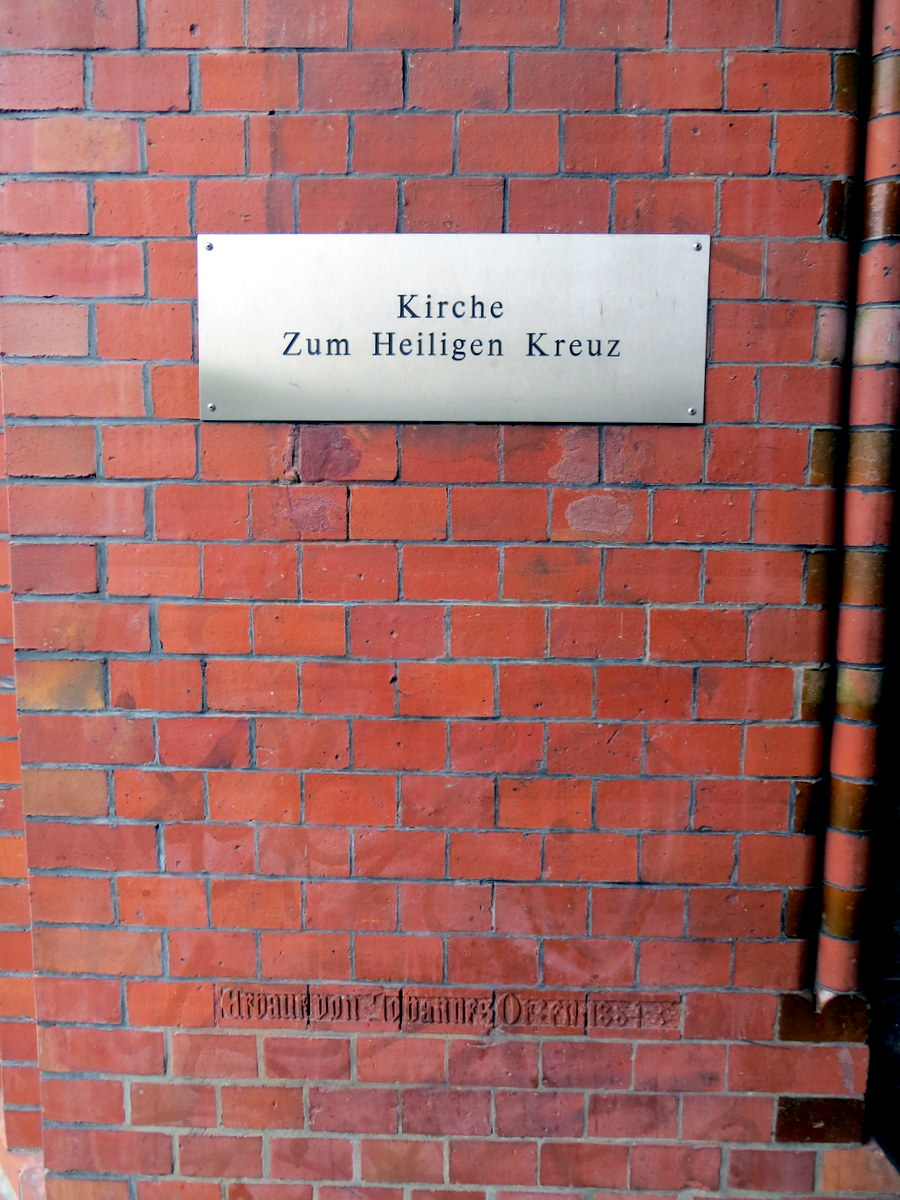 Kirche
Zum Heiligen Kreuz
Erbaut von Johannes Otzen